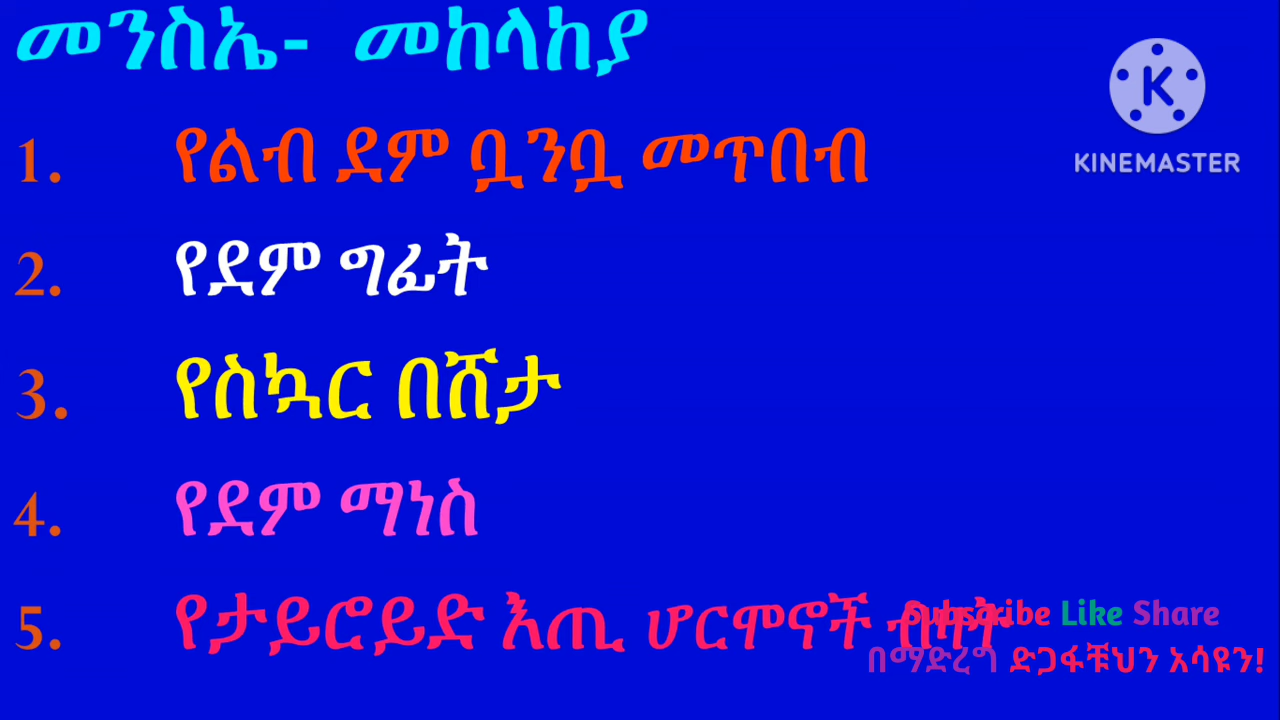 መንስኤ- መከላከያ
KINEMASTER
1. የልብ ደም ቧንቧ መጥበብ
2. የደም ግፊት
3. የስኳር በሽታ
4. የደም ማነስ
5. የታይሮይድ እጢ ሆርሞኖች
Subscribe Like Share
በማድረግ ድጋፋቹህን አሳዩን!